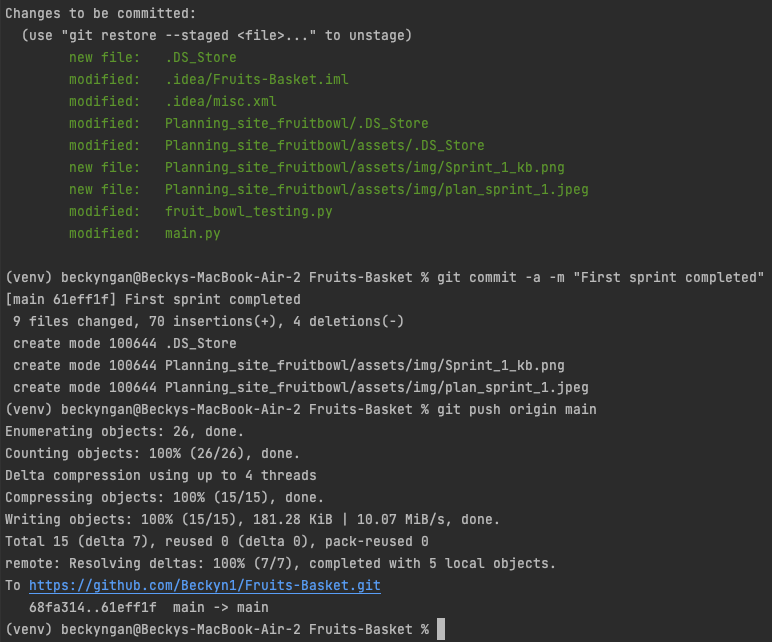 Changes to be committed:
(use "git restore --staged <file>..." to unstage)
new file: .DS_Store
modified: .idea/Fruits-Basket.iml
modified: .idea/misc.xml
modified: Planning_site_fruitbowl/.DS_Store
modified: Planning_site_fruitbowl/assets/.DS_Store
new file: Planning_site_fruitbowl/assets/img/Sprint_1_kb.png
new file: Planning_site_fruitbowl/assets/img/plan_sprint_1.jpeg
modified: fruit_bowl_testing.py
modified: main.py
(venv) beckyngan@Beckys-MacBook-Air-2 Fruits-Basket % git commit -a -m "First sprint completed"
[main 61eff1f] First sprint completed
9 files changed, 70 insertions(+), 4 deletions(-)
create mode 100644 .DS_Store
create mode 100644 Planning_site_fruitbowl/assets/img/Sprint_1_kb.png
create mode 100644 Planning_site_fruitbowl/assets/img/plan_sprint_1.jpeg
(venv) beckyngan@Beckys-MacBook-Air-2 Fruits-Basket % git push origin main
Enumerating objects: 26, done.
Counting objects: 100% (26/26), done.
Delta compression using up to 4 threads
Compressing objects: 100% (15/15), done.
Writing objects: 100% (15/15), 181.28 KiB | 10.07 MiB/s, done.
Total 15 (delta 7), reused 0 (delta 0), pack-reused 0
remote: Resolving deltas: 100% (7/7), completed with 5 local objects.
To https://github.com/Beckyn1/Fruits-Basket.git
68fa314..61eff1f main -> main
(venv) beckyngan@Beckys-MacBook-Air-2 Fruits-Basket %